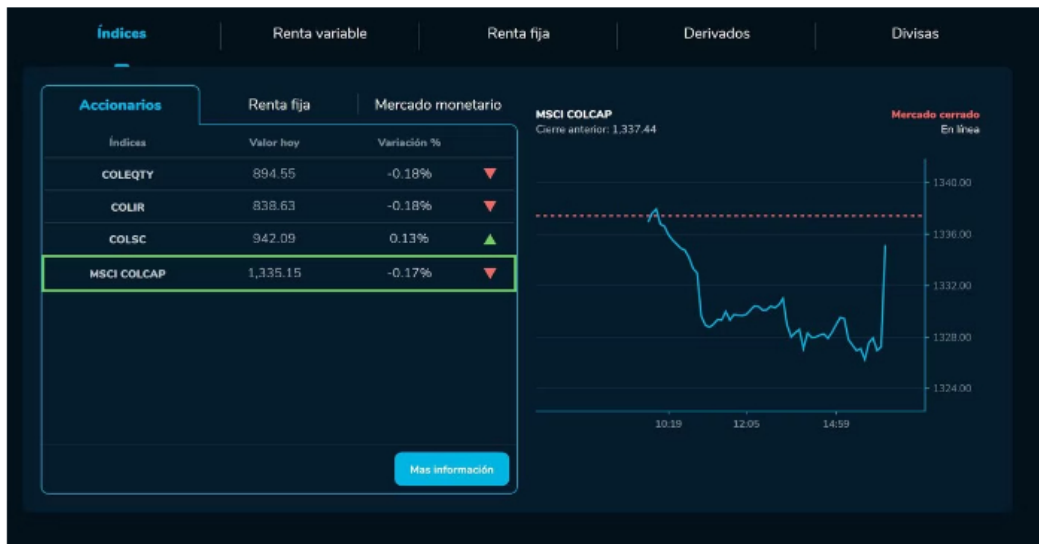 Índices Renta variable Renta fija Derivados Divisas
Accionarios Renta fija Mercado monetario
Índices Valor hoy Variación %
COLEQTY 894.55 -0.18%
COLIR 838.63 -0.18%
COLSC 942.09 0.13%
MSCI COLCAP 1,335.15 -0.17%
Mas información
MSCI COLCAP Mercado cerrado
Cierre anterior: 1,337.44 En línea
1340.00
1336.00
1332.00
1328.00
1324.00
10:19 12:05 14:59